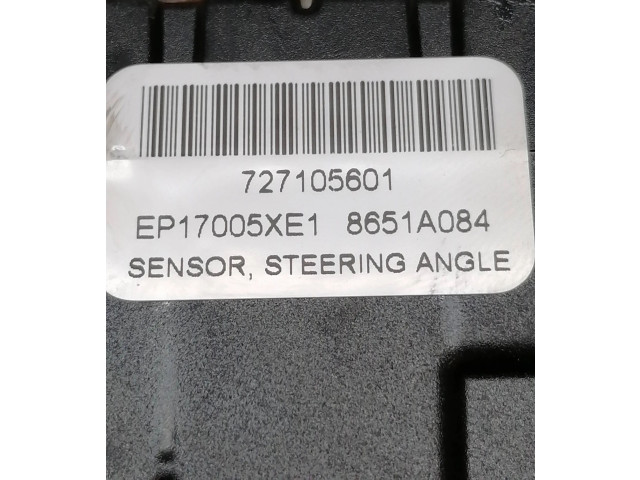 727105601
EP17005XE1 8651A084
SENSOR, STEERING ANGLE